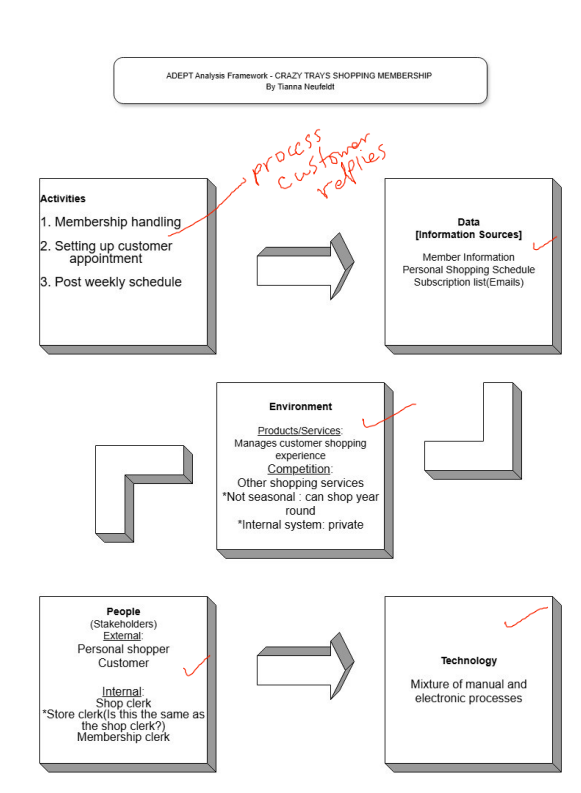 ADEPT Analysis Framework - CRAZY TRAYS SHOPPING MEMBERSHIP
By Tianna Neufeldt
process
customer
replies
Activities
1. Membership handling
2. Setting up customer
appointment
3. Post weekly schedule
Data
[Information Sources]
Member Information
Personal Shopping Schedule
Subscription list(Emails)
Environment
Products/Services:
Manages customer shopping
experience
Competition:
Other shopping services
*Not seasonal : can shop year
round
*Internal system: private
People
(Stakeholders)
External:
Personal shopper
Customer
Internal:
Shop clerk
*Store clerk(Is this the same as
the shop clerk?)
Membership clerk
Technology
Mixture of manual and
electronic processes